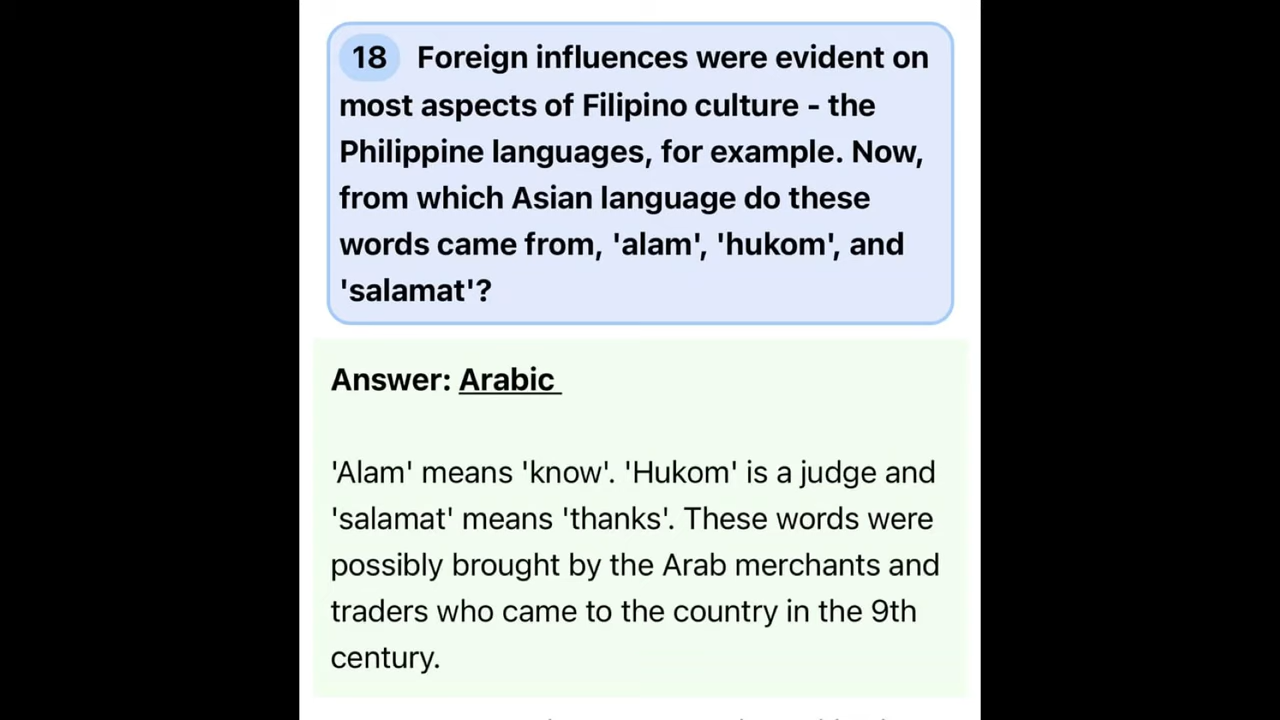 18 Foreign influences were evident on
most aspects of Filipino culture - the
Philippine languages, for example. Now,
from which Asian language do these
words came from, 'alam', 'hukom', and
'salamat'?
Answer: Arabic
'Alam' means 'know'. 'Hukom' is a judge and
'salamat' means 'thanks'. These words were
possibly brought by the Arab merchants and
traders who came to the country in the 9th
century.